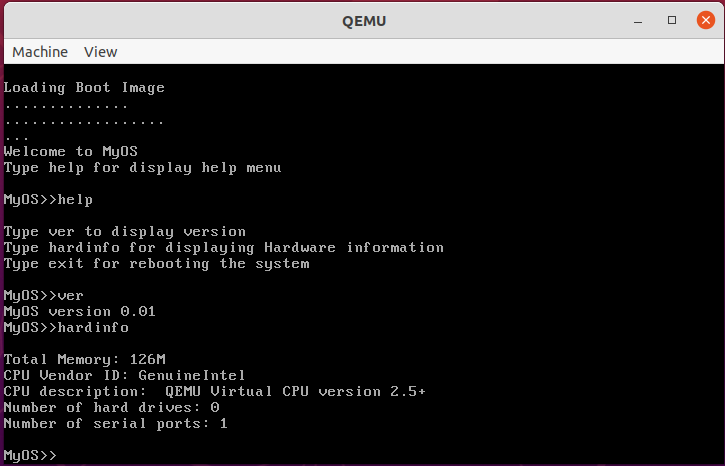 QEMU
Machine View
Loading Boot Image
..............
..................
...
Welcome to MyOS
Type help for display help menu
MyOS>>help
Type ver to display version
Type hardinfo for displaying Hardware information
Type exit for rebooting the system
MyOS>>ver
MyOS version 0.01
MyOS>>hardinfo
Total Memory: 126M
CPU Vendor ID: GenuineIntel
CPU description:  QEMU Virtual CPU version 2.5+
Number of hard drives: 0
Number of serial ports: 1
MyOS>>